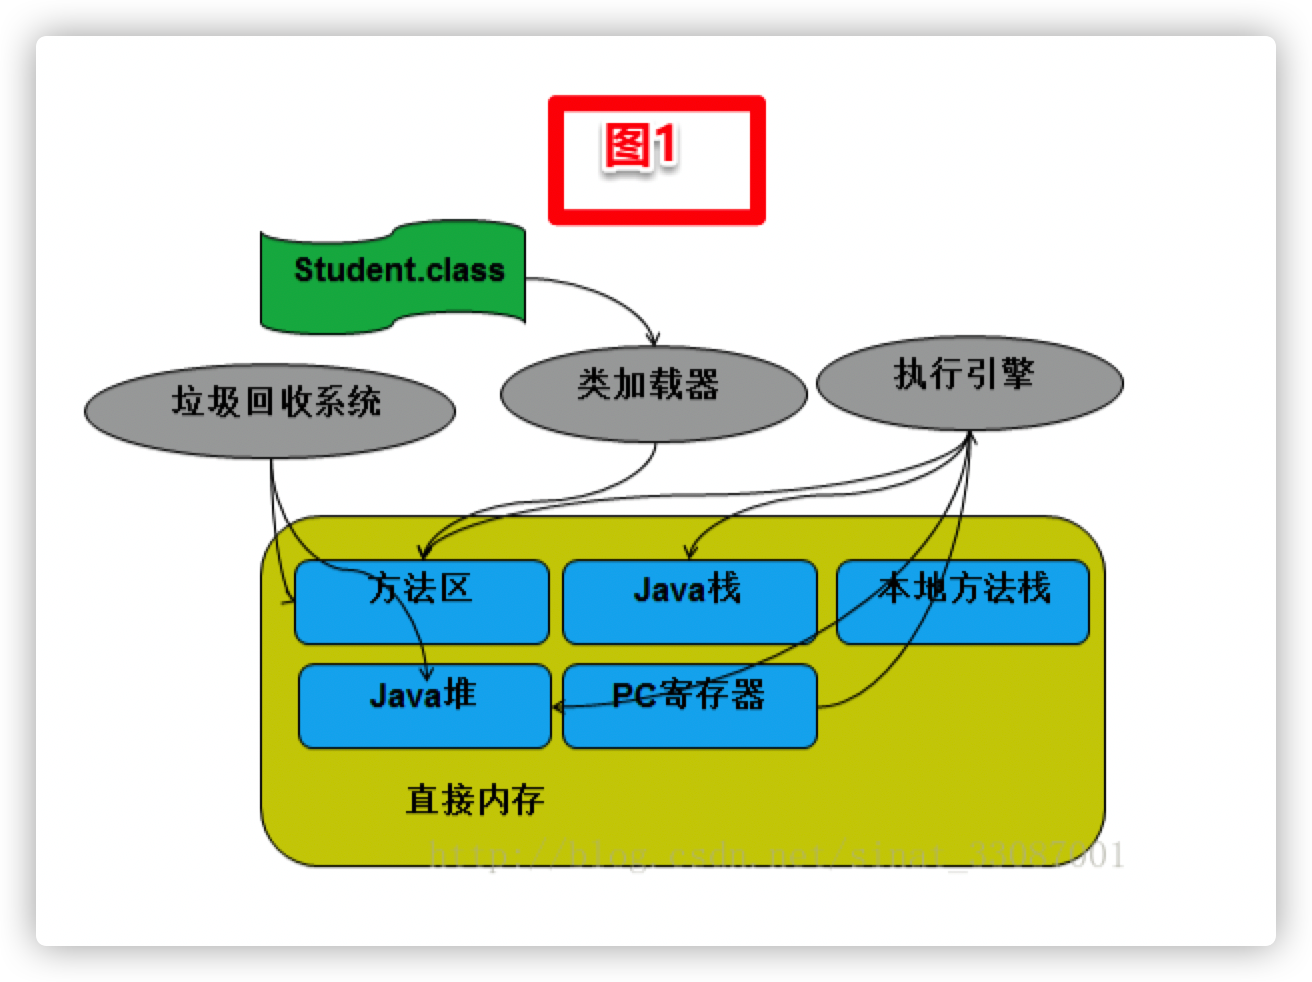 图1
Student.class
垃圾回收系统
类加载器
执行引擎
方法区
Java栈
本地方法栈
Java堆
PC寄存器
直接内存
http://blog.csdn.net/sinat_33087001